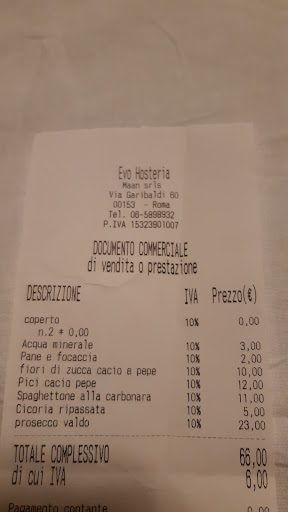 Evo Hosteria
Maan srls
Via Garibaldi 60
00153 - Roma
Tel. 06-5898932
P.IVA 15323901007
DOCUMENTO COMMERCIALE
di vendita o prestazione
DESCRIZIONE IVA Prezzo(€)
coperto 10% 0,00
n.2 * 0,00
Acqua minerale 10% 3,00
Pane e focaccia 10% 2,00
fiori di zucca cacio e pepe 10% 10,00
Pici cacio pepe 10% 12,00
Spaghettone alla carbonara 10% 11,00
Cicoria ripassata 10% 5,00
prosecco valdo 10% 23,00
TOTALE COMPLESSIVO 66,00
di cui IVA 6,00
Pagamento contante 0,00